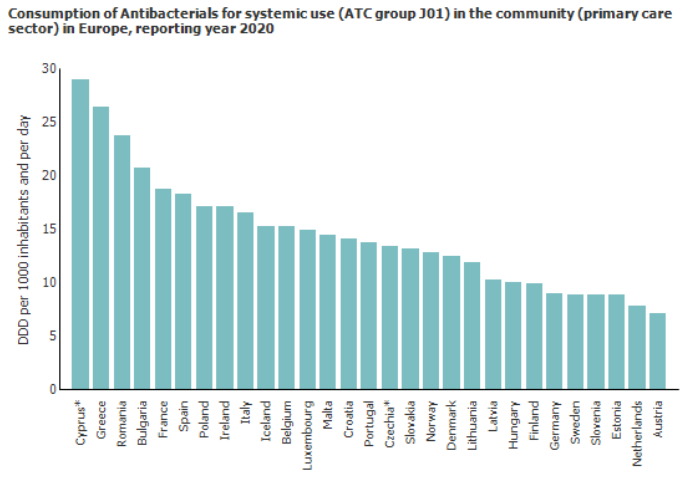 Consumption of Antibacterials for systemic use (ATC group J01) in the community (primary care
sector) in Europe, reporting year 2020
DDD per 1000 inhabitants and per day
30
25
20
15
10
5
0
Cyprus*
Greece
Romania
Bulgaria
France
Spain
Poland
Ireland
Italy
Iceland
Belgium
Luxembourg
Malta
Croatia
Portugal
Czechia*
Slovakia
Norway
Denmark
Lithuania
Latvia
Hungary
Finland
Germany
Sweden
Slovenia
Estonia
Netherlands
Austria